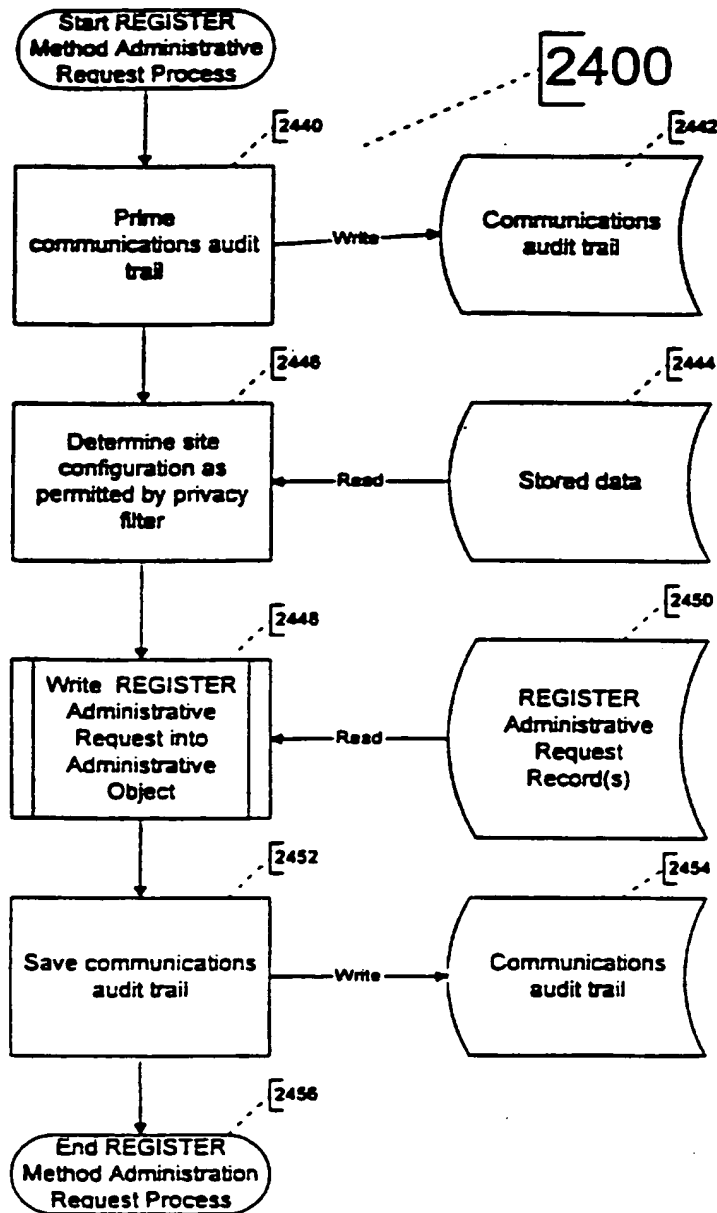 Start REGISTER
Method Administrative
Request Process
2400
2440
2442
Prime
communications audit
trail
Write
Communications
audit trail
2446
2444
Determine site
configuration as
permitted by privacy
filter
Read
Stored data
2448
2450
Write REGISTER
Administrative
Request into
Administrative
Object
Read
REGISTER
Administrative
Request
Record(s)
2452
2454
Save communications
audit trail
Write
Communications
audit trail
2456
End REGISTER
Method Administration
Request Process